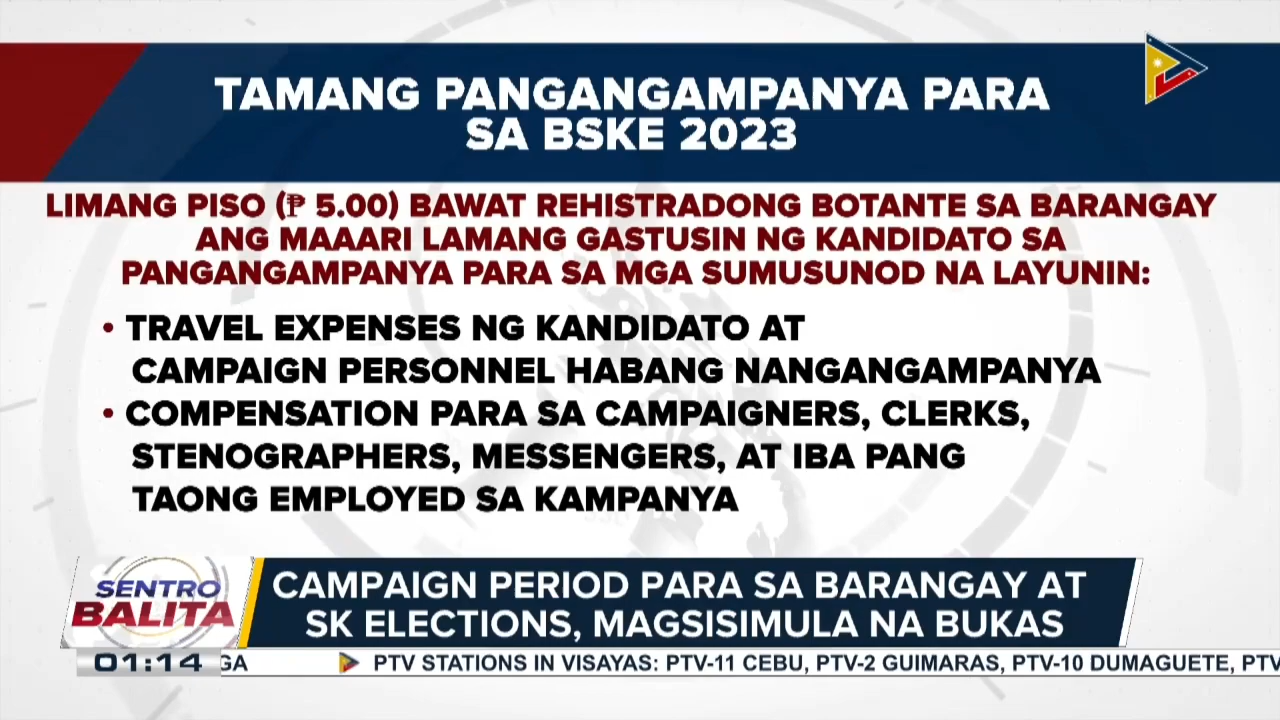 TAMANG PANGANGAMPANYA PARA
SA BSKE 2023
LIMANG PISO (₱ 5.00) BAWAT REHISTRADONG BOTANTE SA BARANGAY
ANG MAAARI LAMANG GASTUSIN NG KANDIDATO SA
PANGANGAMPANYA PARA SA MGA SUMUSUNOD NA LAYUNIN:
• TRAVEL EXPENSES NG KANDIDATO AT
CAMPAIGN PERSONNEL HABANG NANGANGAMPANYA
• COMPENSATION PARA SA CAMPAIGNERS, CLERKS,
STENOGRAPHERS, MESSENGERS, AT IBA PANG
TAONG EMPLOYED SA KAMPANYA
SENTRO
BALITA
CAMPAIGN PERIOD PARA SA BARANGAY AT
SK ELECTIONS, MAGSISIMULA NA BUKAS
01:14 GA PTV STATIONS IN VISAYAS: PTV-11 CEBU, PTV-2 GUIMARAS, PTV-10 DUMAGUETE, PTV